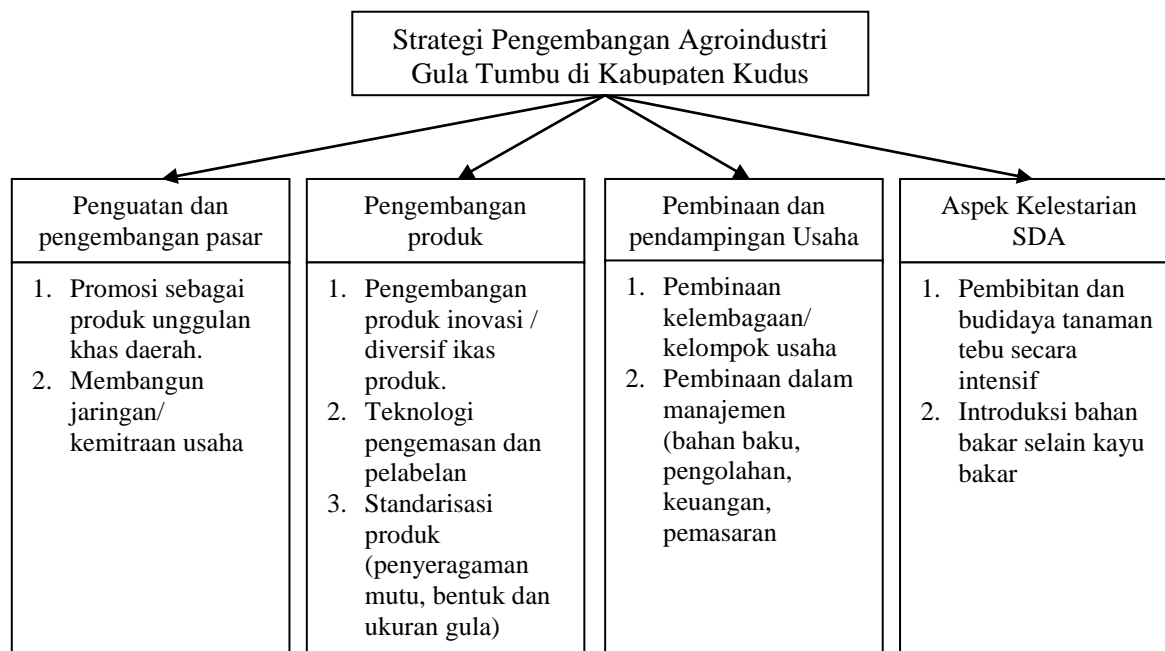 Strategi Pengembangan Agroindustri
Gula Tumbu di Kabupaten Kudus
Penguatan dan
pengembangan pasar
1. Promosi sebagai
produk unggulan
khas daerah.
2. Membangun
jaringan/
kemitraan usaha
Pengembangan
produk
1. Pengembangan
produk inovasi /
diversif ikas
produk.
2. Teknologi
pengemasan dan
pelabelan
3. Standarisasi
produk
(penyeragaman
mutu, bentuk dan
ukuran gula)
Pembinaan dan
pendampingan Usaha
1. Pembinaan
kelembagaan/
kelompok usaha
2. Pembinaan dalam
manajemen
(bahan baku,
pengolahan,
keuangan,
pemasaran
Aspek Kelestarian
SDA
1. Pembibitan dan
budidaya tanaman
tebu secara
intensif
2. Introduksi bahan
bakar selain kayu
bakar